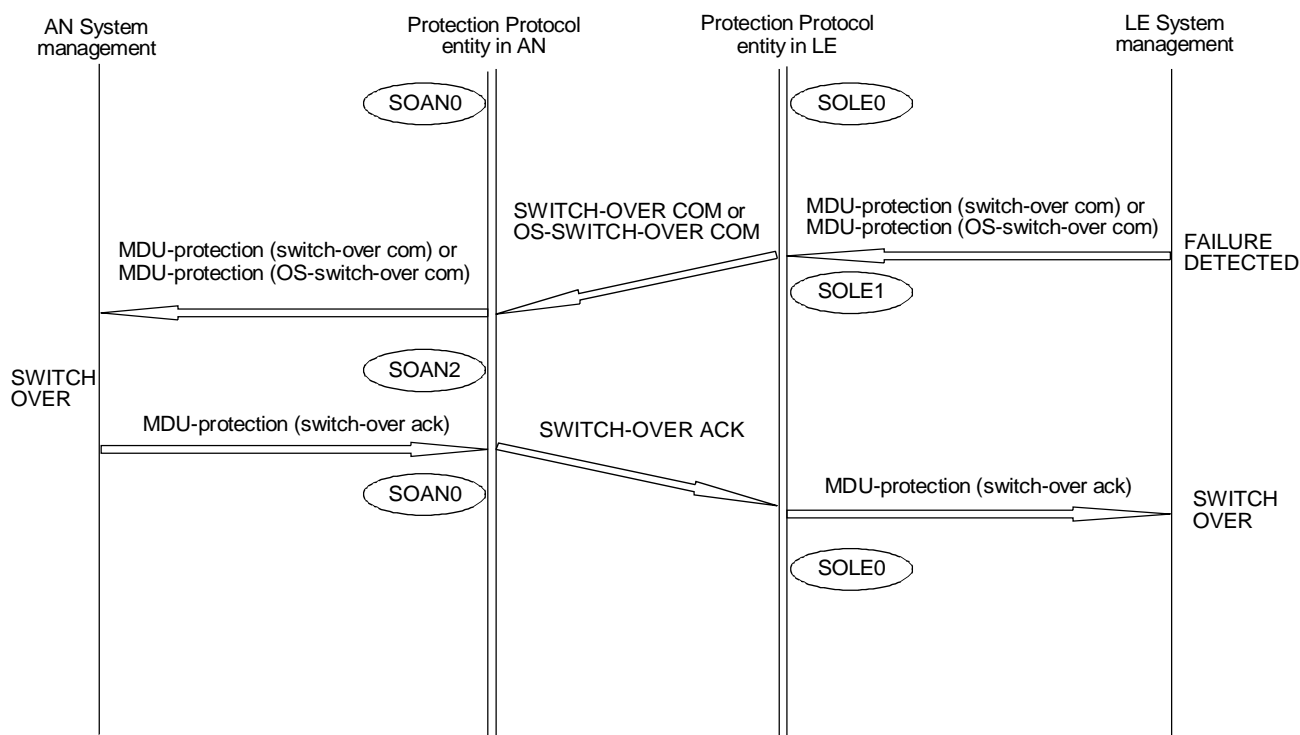 AN System
management
Protection Protocol
entity in AN
Protection Protocol
entity in LE
LE System
management
SOAN0
SOLE0
SWITCH-OVER COM or
OS-SWITCH-OVER COM
MDU-protection (switch-over com) or
MDU-protection (OS-switch-over com)
FAILURE
DETECTED
MDU-protection (switch-over com) or
MDU-protection (OS-switch-over com)
SOLE1
SOAN2
SWITCH
OVER
MDU-protection (switch-over ack)
SWITCH-OVER ACK
SOAN0
MDU-protection (switch-over ack)
SWITCH
OVER
SOLE0